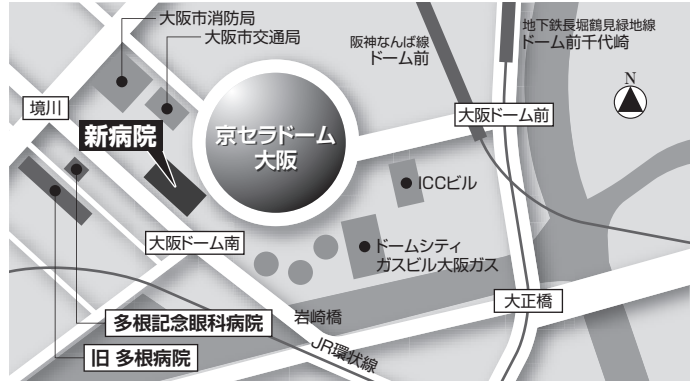 大阪市消防局
大阪市交通局
阪神なんば線
ドーム前
地下鉄長堀鶴見緑地線
ドーム前千代崎
N
境川
新病院
京セラドーム
大阪
大阪ドーム前
ICCビル
大阪ドーム南
ドームシティ
ガスビル大阪ガス
大正橋
岩崎橋
多根記念眼科病院
旧 多根病院
JR環状線